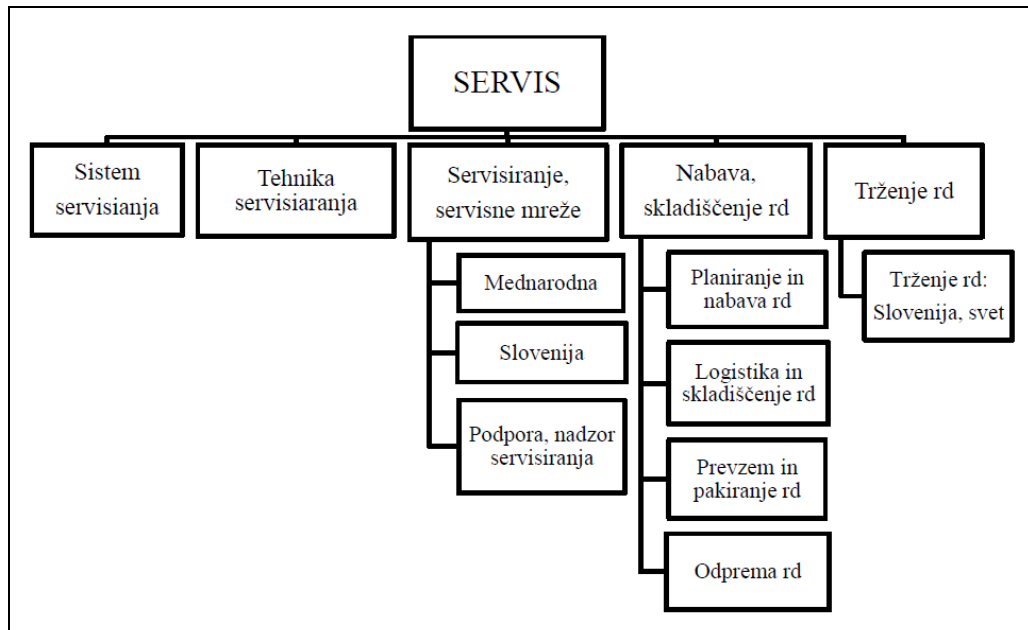 SERVIS
Sistem
servisianja
Tehnika
servisiaranja
Servisiranje,
servisne mreže
Nabava,
skladiščenje rd
Trženje rd
Mednarodna
Slovenija
Podpora, nadzor
servisiranja
Planiranje in
nabava rd
Logistika in
skladiščenje rd
Prevzem in
pakiranje rd
Odprema rd
Trženje rd:
Slovenija, svet